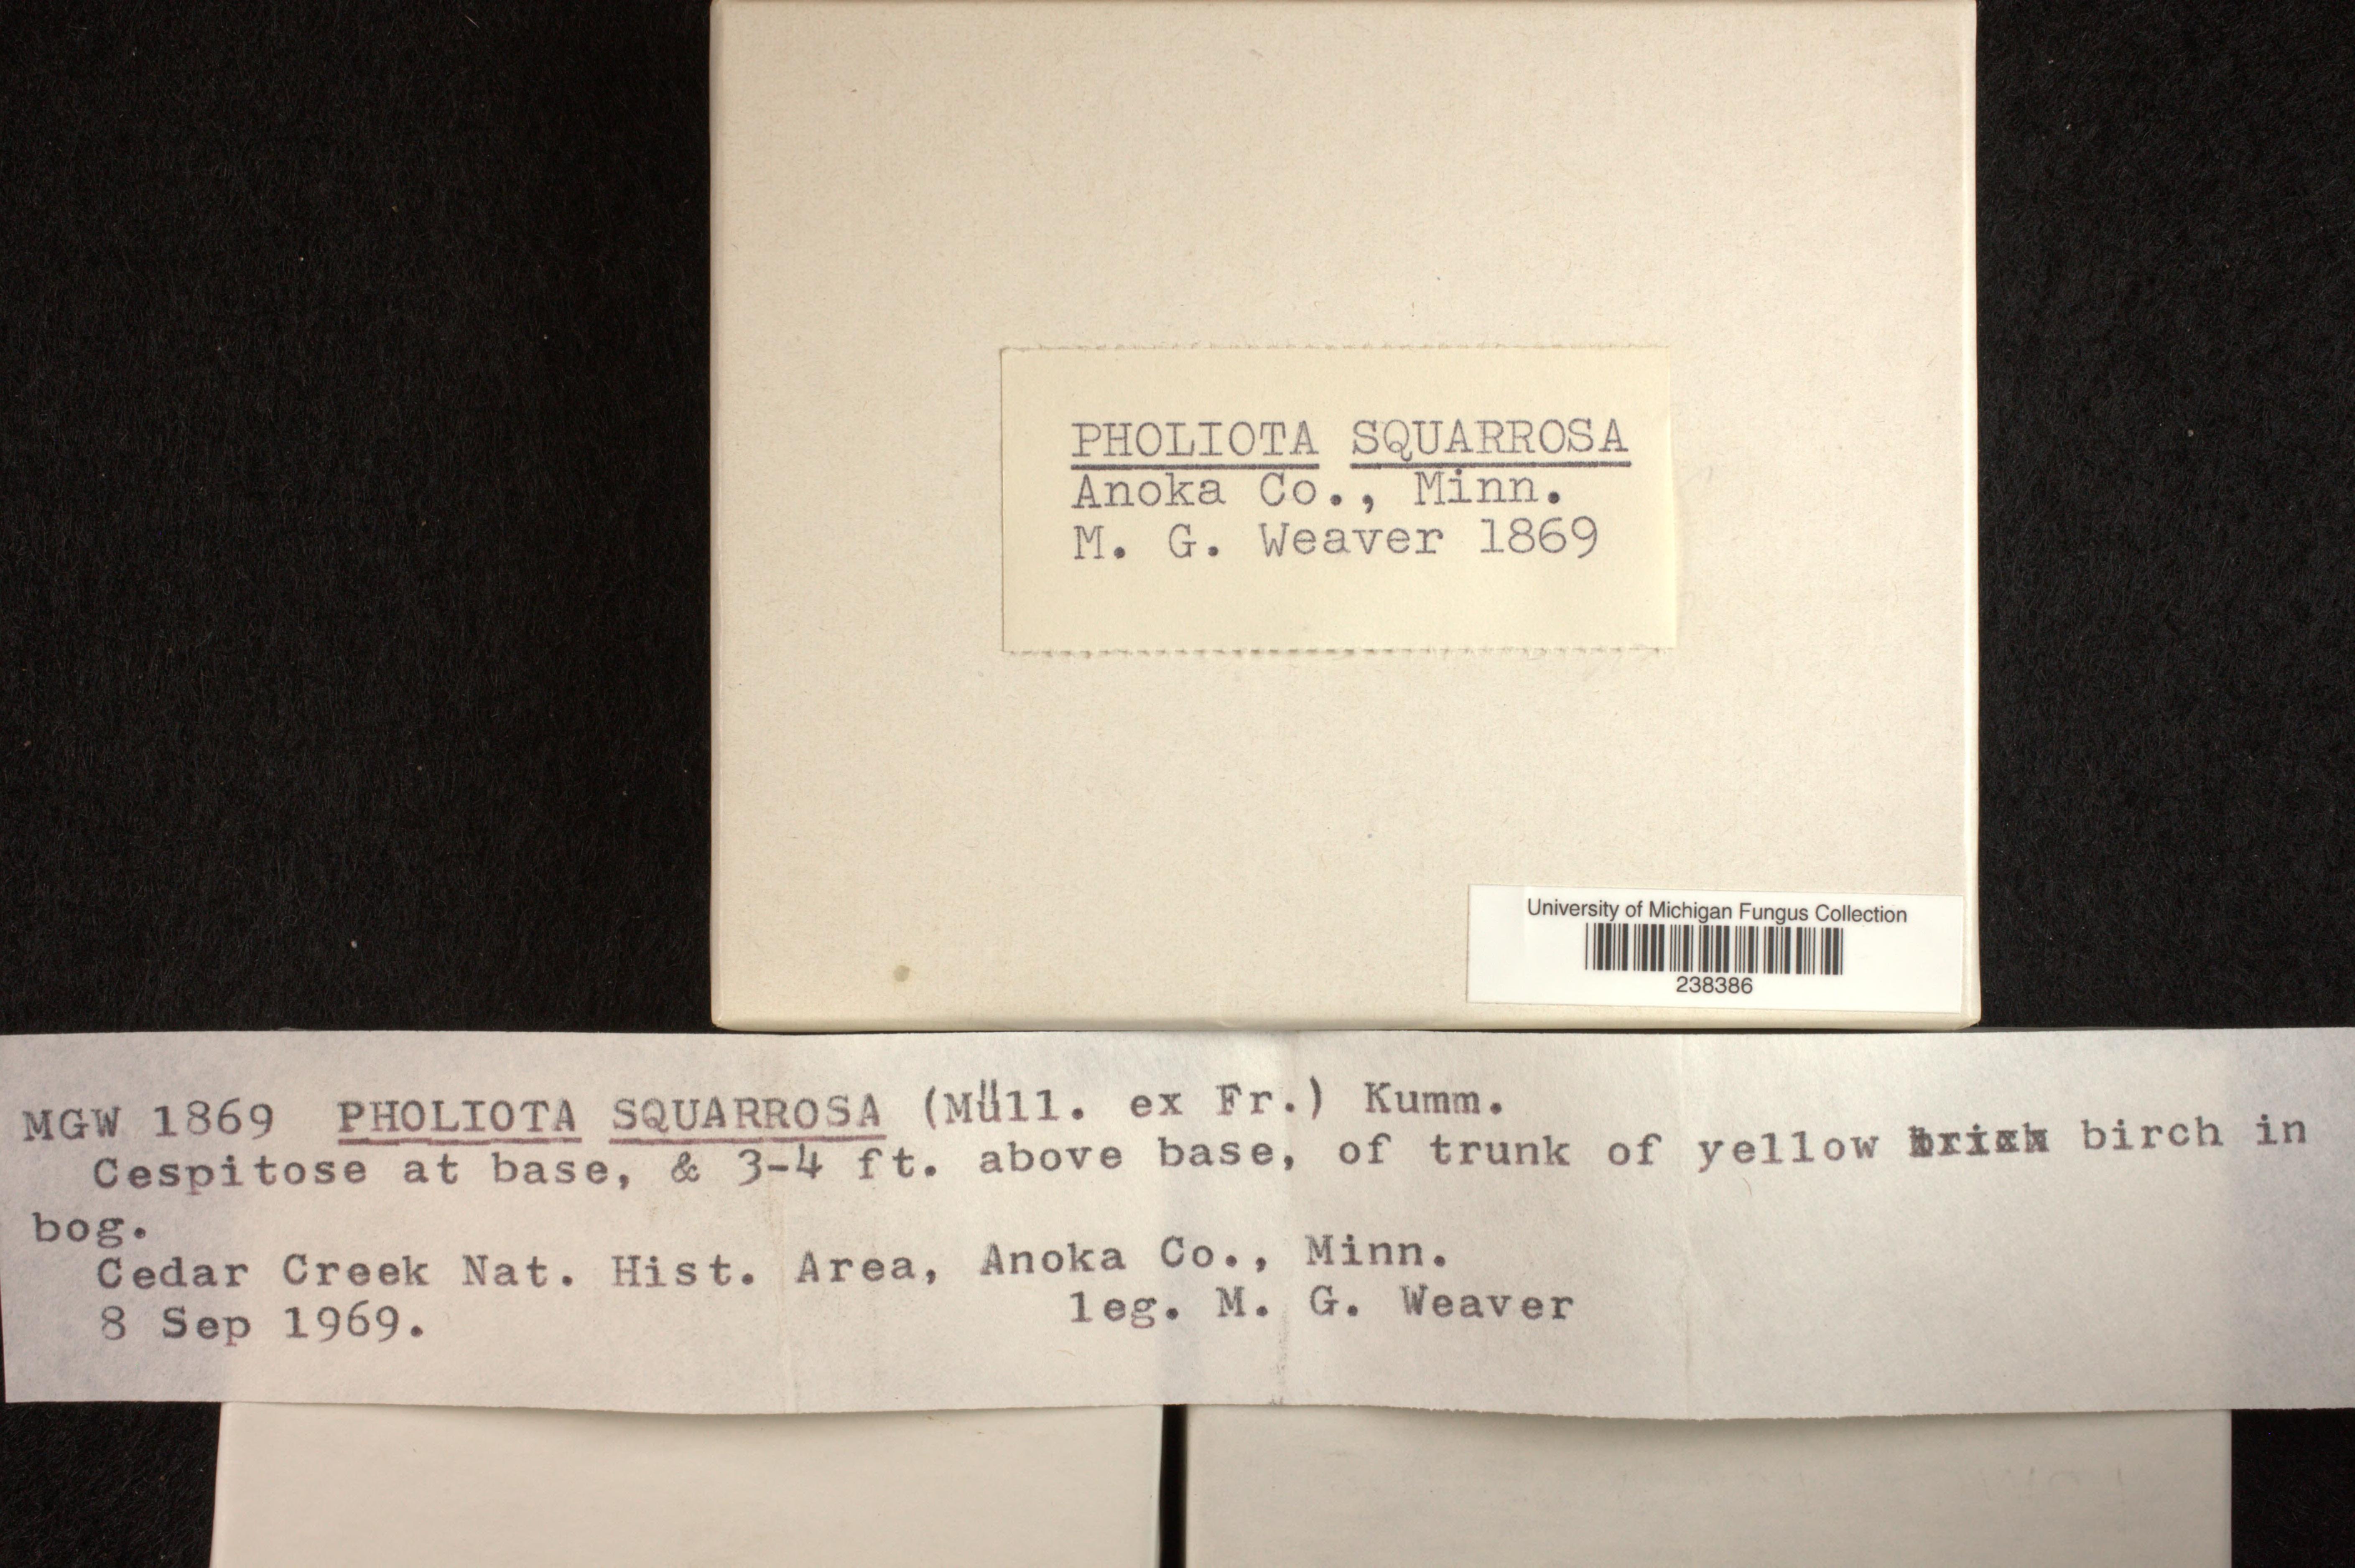 PHOLIOTA SQUARROSA
Anoka Co., Minn.
M. G. Weaver 1869
University of Michigan Fungus Collection
238386
MGW 1869 PHOLIOTA SQUARROSA (Müll. ex Fr.) Kumm.
Cespitose at base, & 3-4 ft. above base, of trunk of yellow birch in
bog.
Cedar Creek Nat. Hist. Area, Anoka Co., Minn.
8 Sep 1969. leg. M. G. Weaver